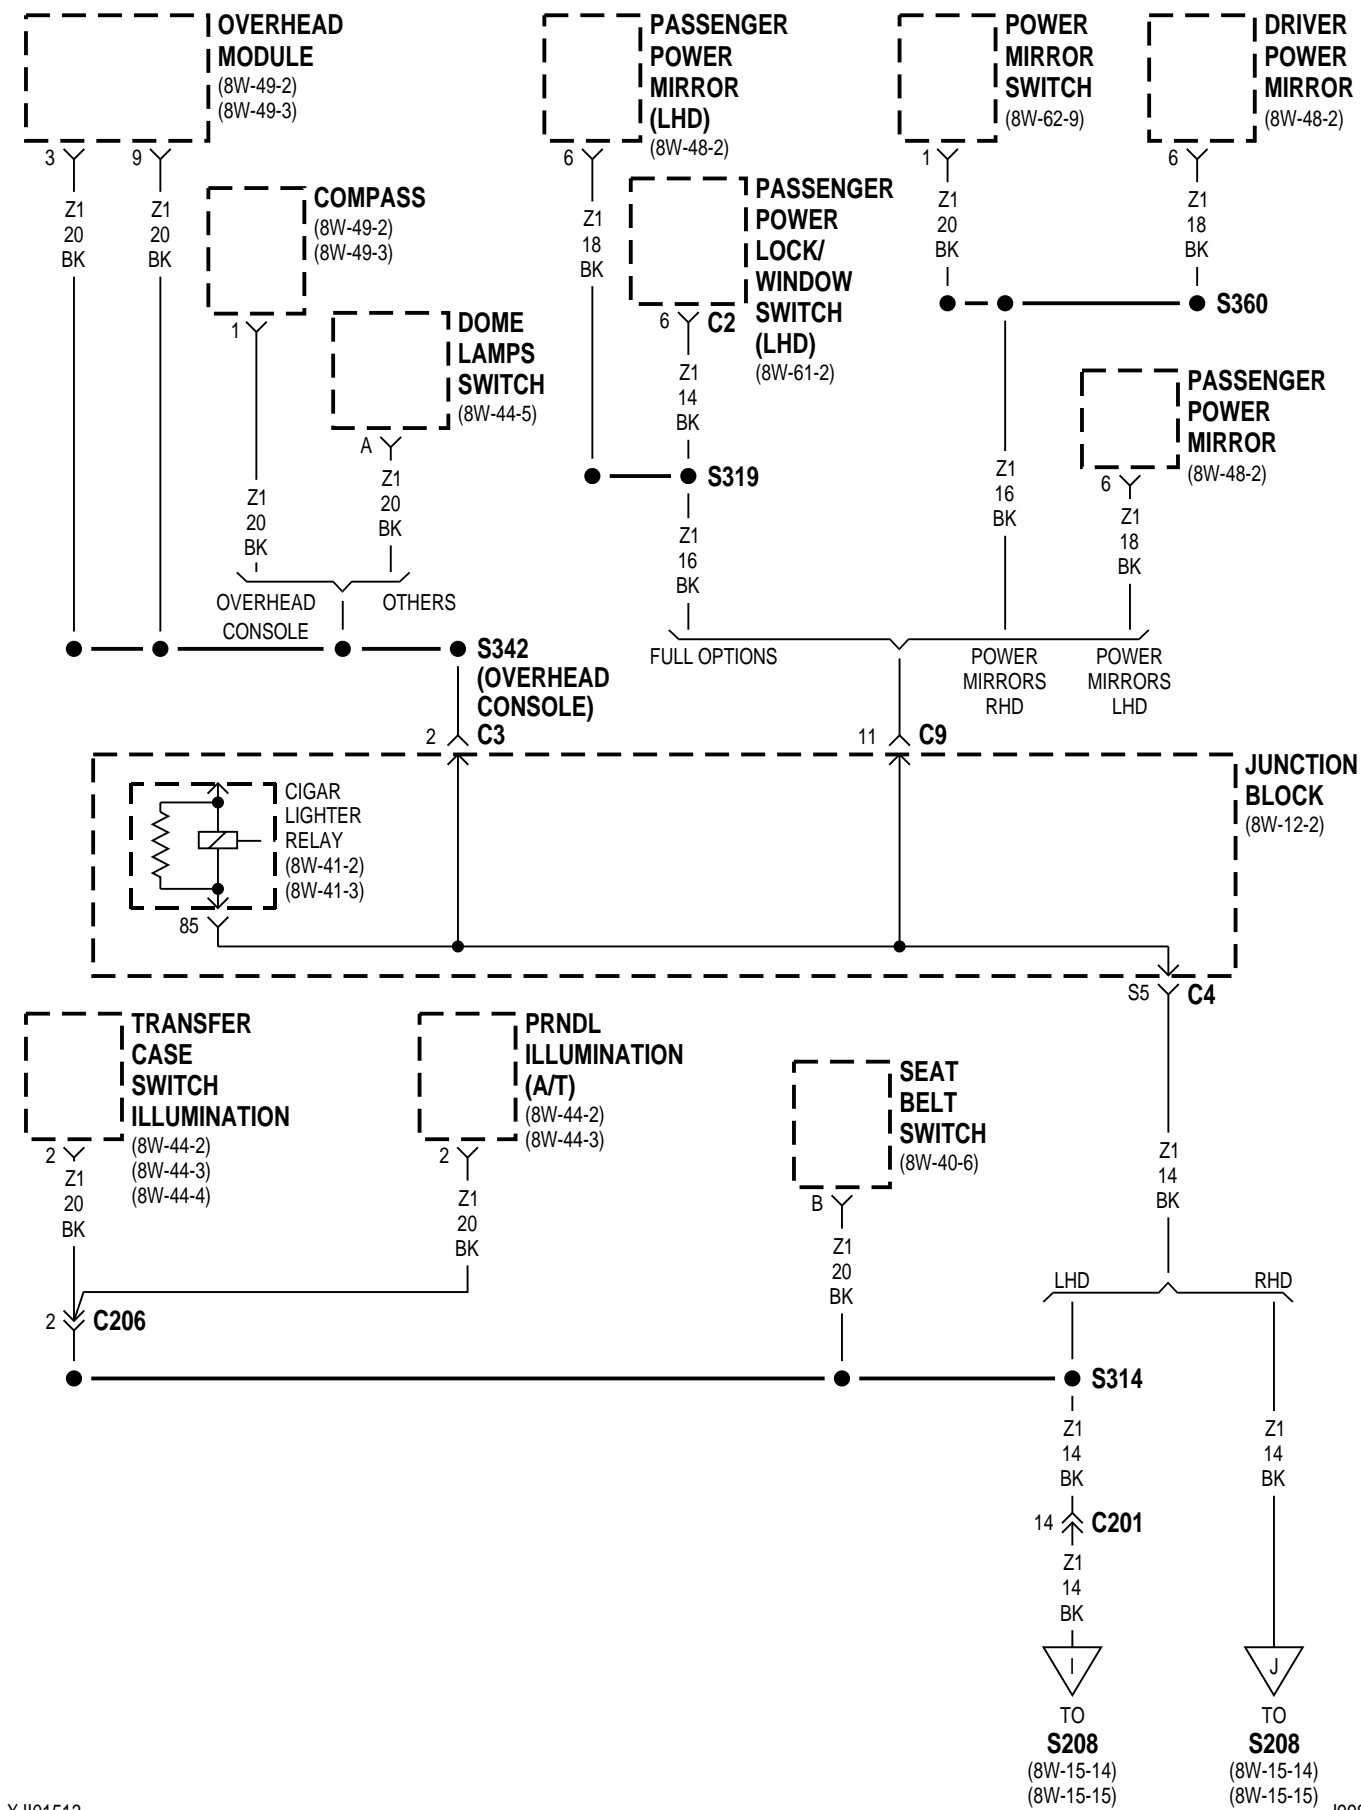 OVERHEAD
MODULE
(8W-49-2)
(8W-49-3)
3
9
Z1
20
BK
Z1
20
BK
COMPASS
(8W-49-2)
(8W-49-3)
1
Z1
20
BK
DOME
LAMPS
SWITCH
(8W-44-5)
A
Z1
20
BK
OVERHEAD
CONSOLE
OTHERS
S342
(OVERHEAD
CONSOLE)
2
C3
PASSENGER
POWER
MIRROR
(LHD)
(8W-48-2)
6
Z1
18
BK
PASSENGER
POWER
LOCK/
WINDOW
SWITCH
(LHD)
(8W-61-2)
6
C2
Z1
14
BK
S319
Z1
16
BK
FULL OPTIONS
POWER
MIRROR
SWITCH
(8W-62-9)
1
Z1
20
BK
DRIVER
POWER
MIRROR
(8W-48-2)
6
Z1
18
BK
S360
Z1
16
BK
PASSENGER
POWER
MIRROR
(8W-48-2)
6
Z1
18
BK
POWER
MIRRORS
RHD
POWER
MIRRORS
LHD
11
C9
JUNCTION
BLOCK
(8W-12-2)
CIGAR
LIGHTER
RELAY
(8W-41-2)
(8W-41-3)
85
S5
C4
TRANSFER
CASE
SWITCH
ILLUMINATION
(8W-44-2)
(8W-44-3)
(8W-44-4)
2
Z1
20
BK
PRNDL
ILLUMINATION
(A/T)
(8W-44-2)
(8W-44-3)
2
Z1
20
BK
SEAT
BELT
SWITCH
(8W-40-6)
B
Z1
20
BK
Z1
14
BK
LHD
RHD
2
C206
S314
Z1
14
BK
Z1
14
BK
14
C201
Z1
14
BK
I
J
TO
S208
(8W-15-14)
(8W-15-15)
TO
S208
(8W-15-14)
(8W-15-15)